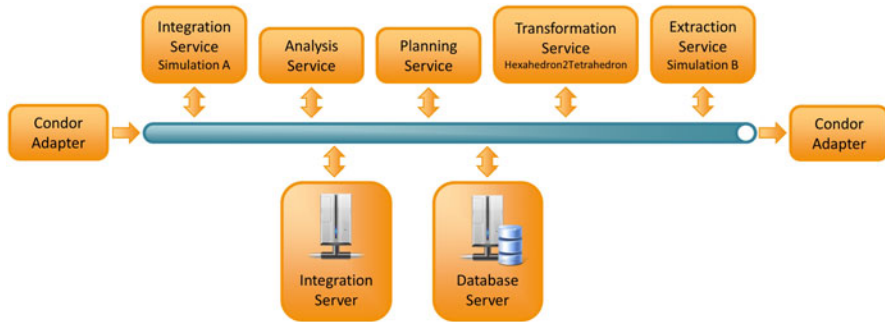 Integration
Service
Simulation A
Analysis
Service
Planning
Service
Transformation
Service
Hexahedron2Tetrahedron
Extraction
Service
Simulation B
Condor
Adapter
Condor
Adapter
Integration
Server
Database
Server